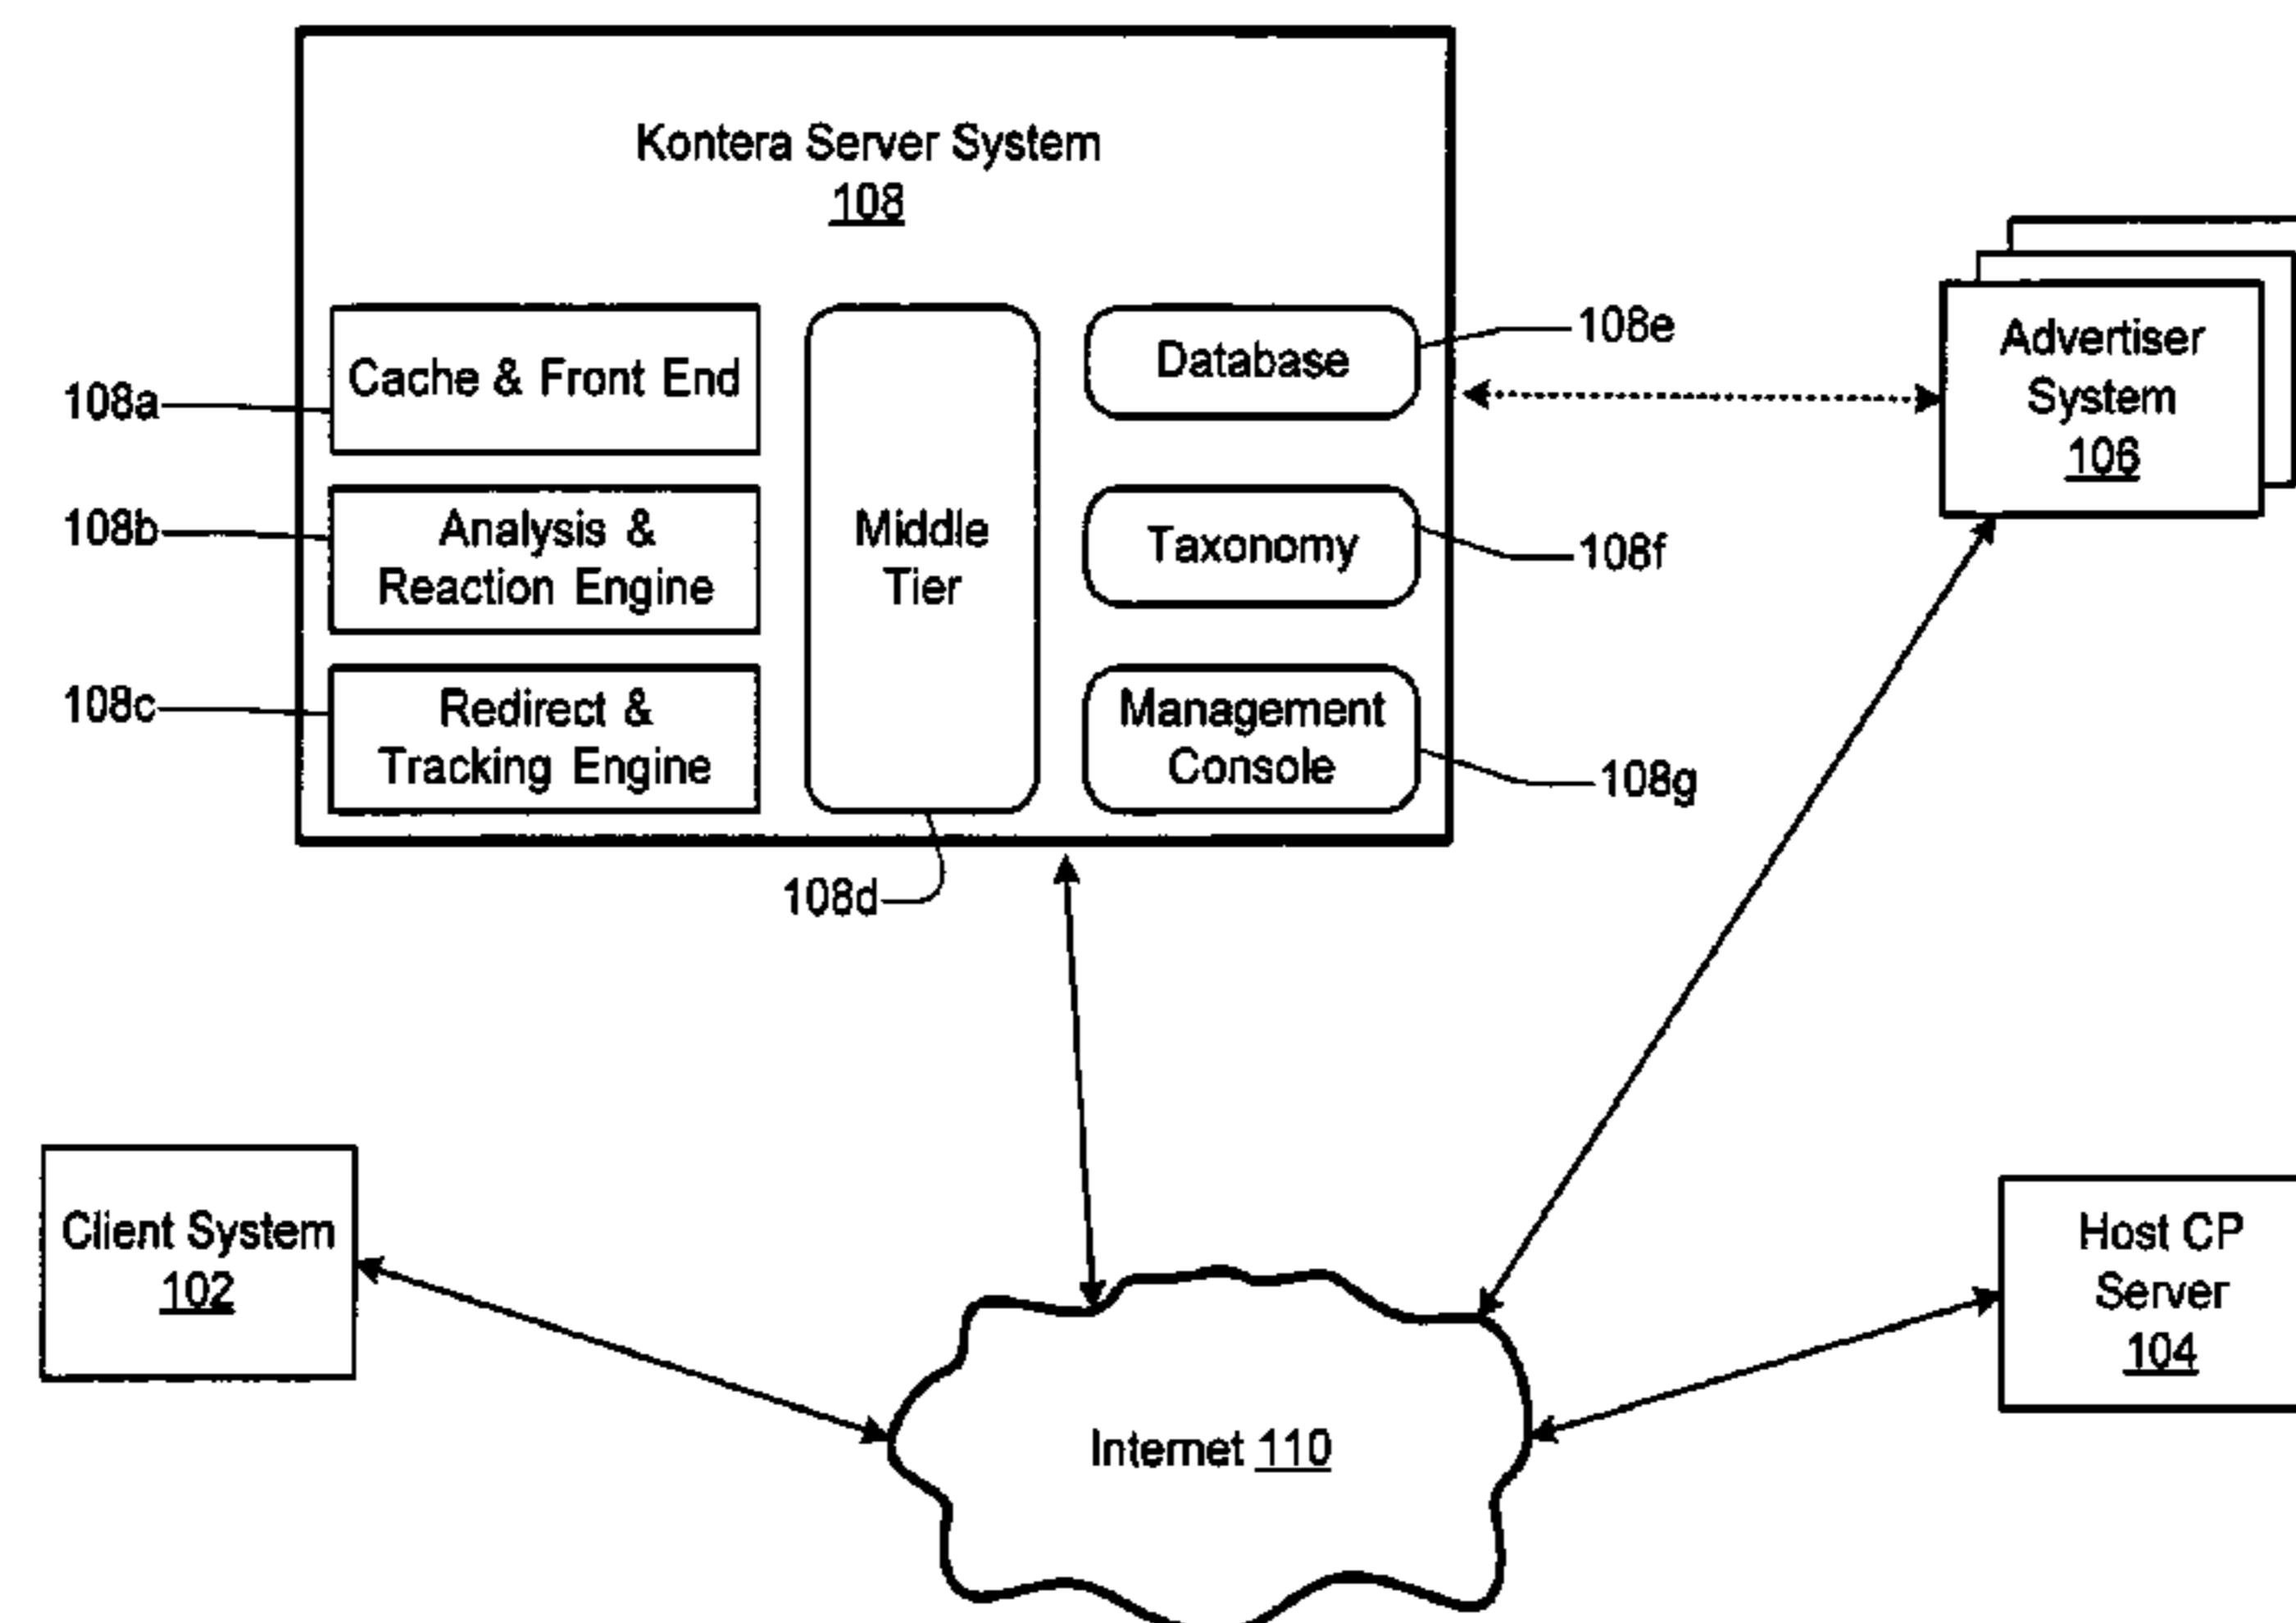 Kontera Server System
108
Cache & Front End
108a
Analysis &
Reaction Engine
108b
Redirect &
Tracking Engine
108c
Middle
Tier
108d
Database
108e
Taxonomy
108f
Management
Console
108g
Advertiser
System
106
Client System
102
Internet 110
Host CP
Server
104